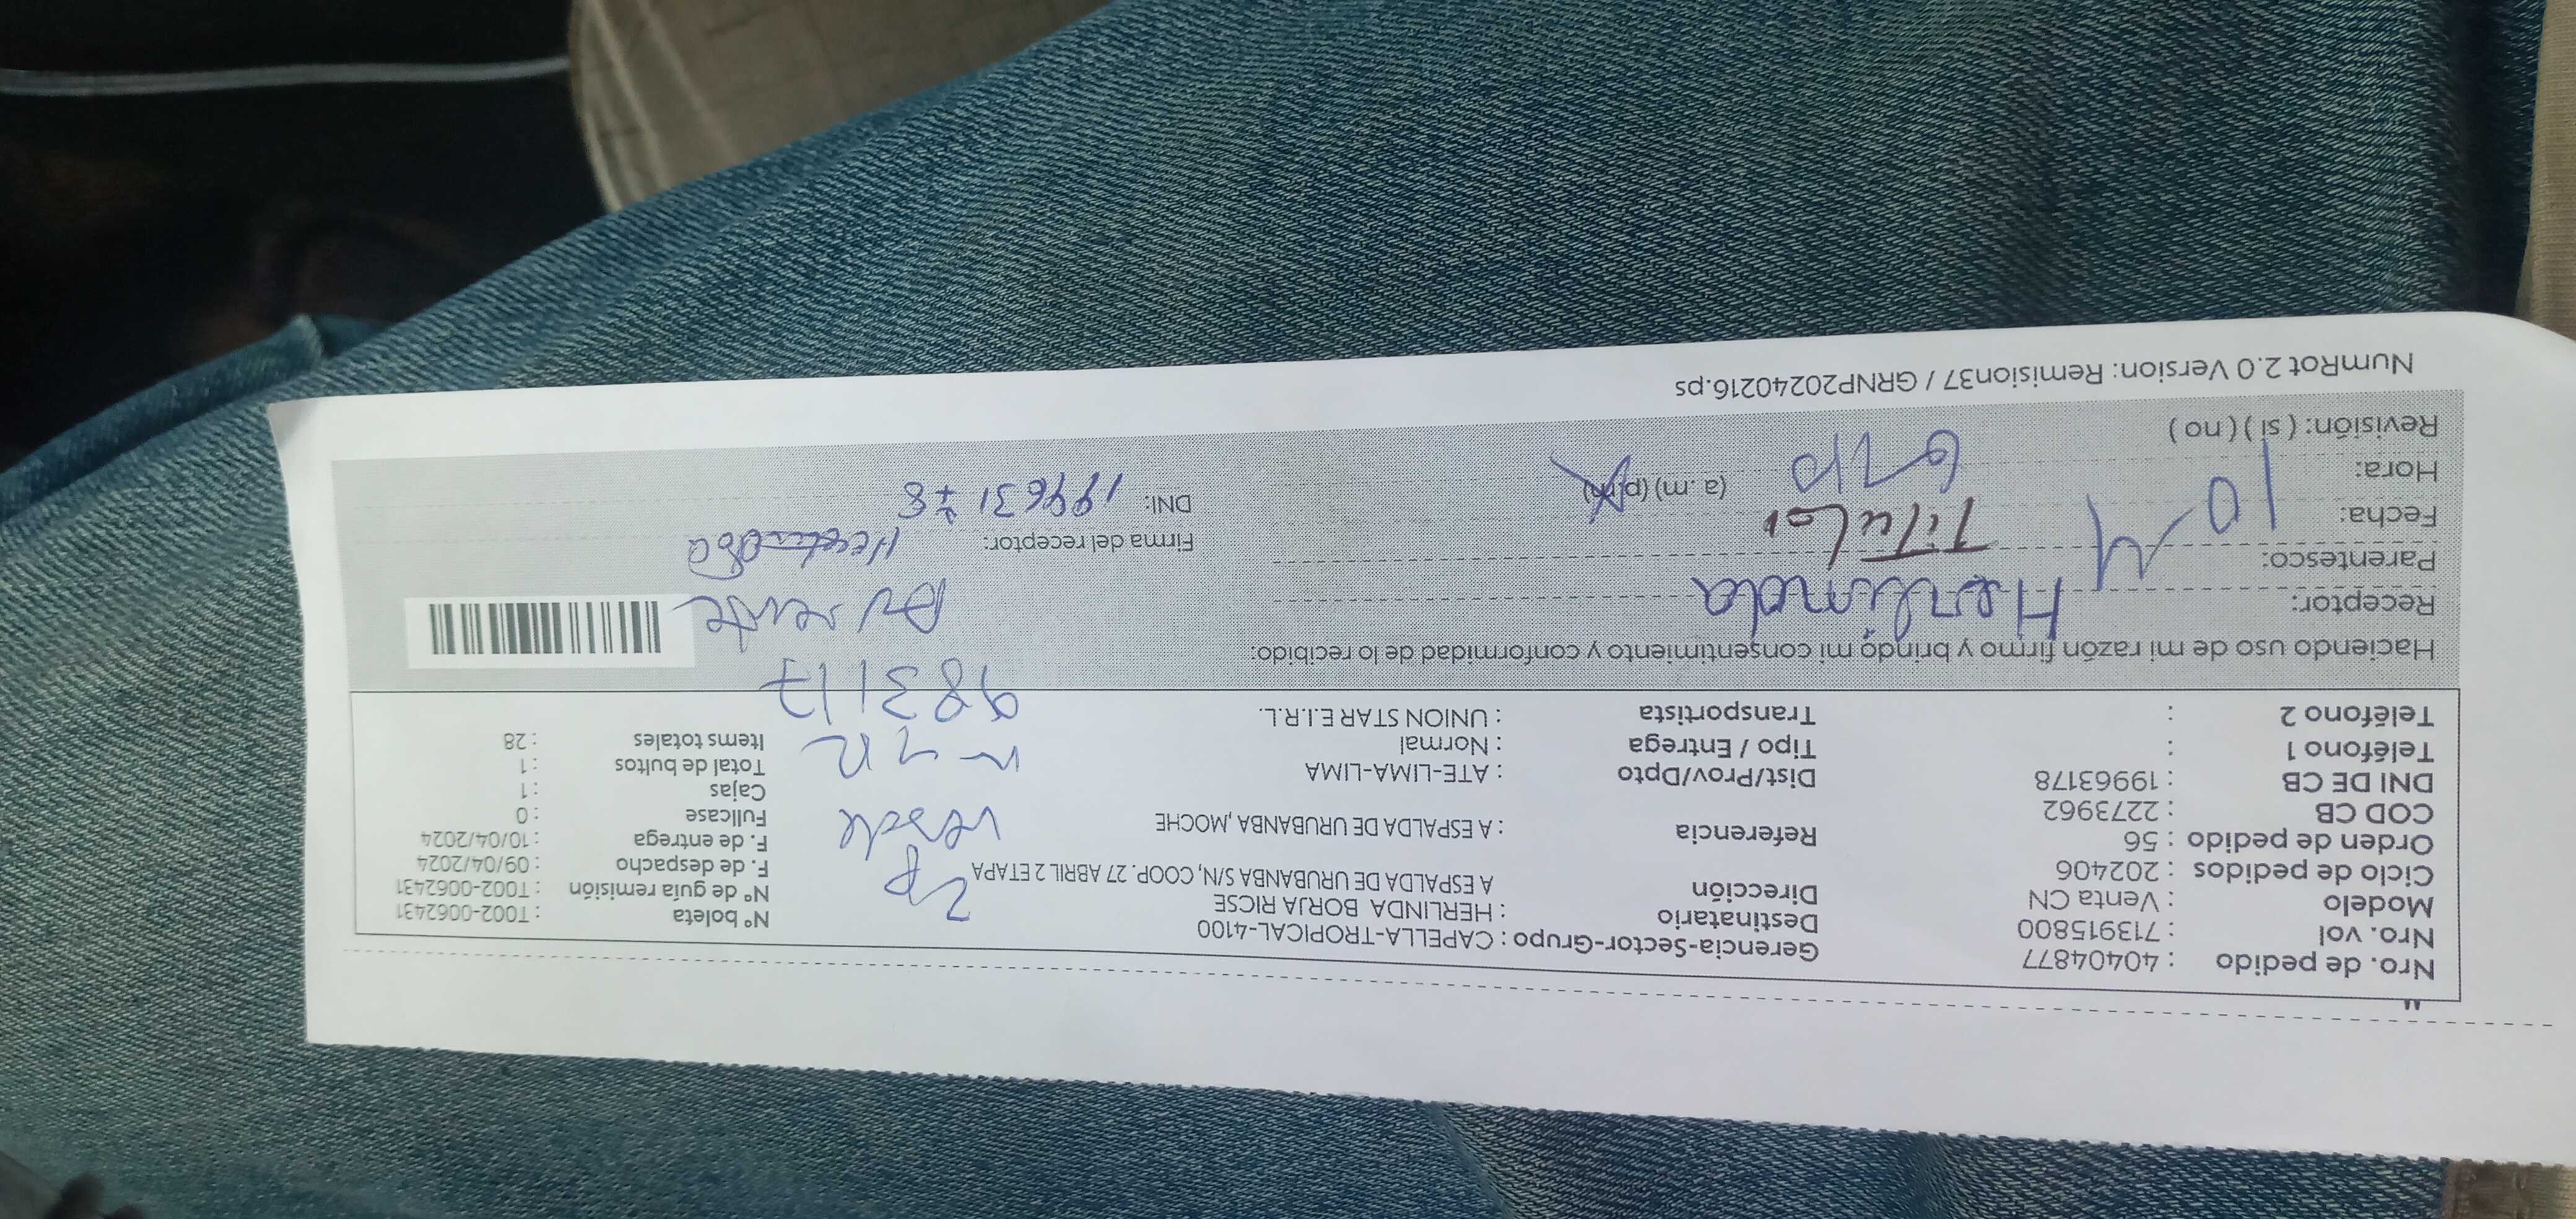 Nro. de pedido : 40404877
Nro. vol : 713915800
Modelo : Venta CN
Ciclo de pedidos : 202406
Orden de pedido : 56
COD CB : 2273962
DNI DE CB : 19963178
Teléfono 1 :
Teléfono 2 :
Gerencia-Sector-Grupo : CAPELLA-TROPICAL-4100
Destinatario : HERLINDA BORJA RICSE
Dirección A ESPALDA DE URUBANBA S/N, COOP. 27 ABRIL 2 ETAPA
Referencia : A ESPALDA DE URUBANBA, MOCHE
Dist/Prov/Dpto : ATE-LIMA-LIMA
Tipo / Entrega : Normal
Transportista : UNION STAR E.I.R.L.
2p
983117
N° boleta : T002-0062431
N° de guía remisión : T002-0062431
F. de despacho : 09/04/2024
F. de entrega : 10/04/2024
Fullcase : 0
Cajas : 1
Total de bultos : 1
Items totales : 28
Haciendo uso de mi razón firmo y brindo mi consentimiento y conformidad de lo recibido:
Receptor: Herlinda
Parentesco: Titular
Fecha: 10 4
Hora: (a.m) (p.m)
Revisión: ( si ) ( no )
Firma del receptor:
DNI: 19963178
NumRot 2.0 Version: Remision37 / GRNP20240216.ps